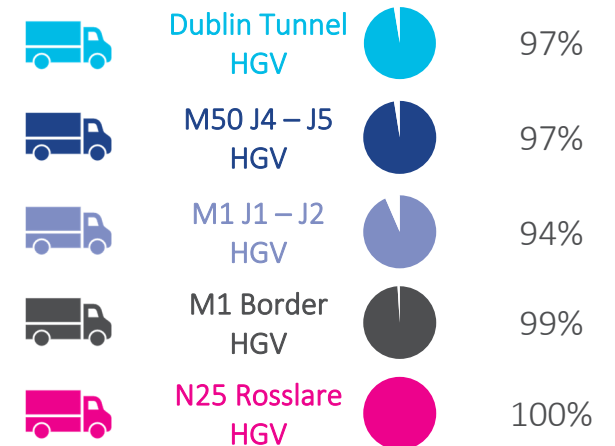 Dublin Tunnel
HGV
97%
M50 J4 – J5
HGV
97%
M1 J1 – J2
HGV
94%
M1 Border
HGV
99%
N25 Rosslare
HGV
100%